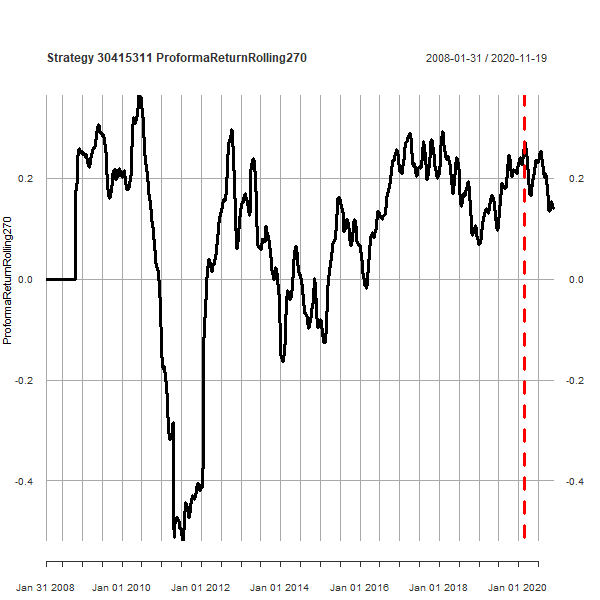 Strategy 30415311 ProformaReturnRolling270
2008-01-31 / 2020-11-19
ProformaReturnRolling270
0.2
0.0
-0.2
-0.4
0.2
0.0
-0.2
-0.4
Jan 31 2008
Jan 01 2010
Jan 01 2012
Jan 01 2014
Jan 01 2016
Jan 01 2018
Jan 01 2020